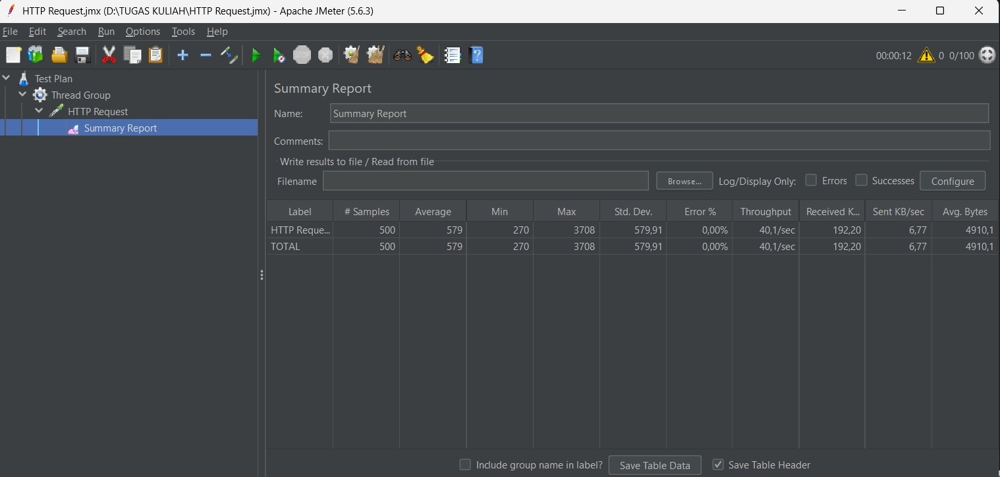 HTTP Request.jmx (D:\TUGAS KULIAH\HTTP Request.jmx) - Apache JMeter (5.6.3)
File Edit Search Run Options Tools Help
STOP 00:00:12 0 0/100
Test Plan
Thread Group
HTTP Request
Summary Report
Summary Report
Name: Summary Report
Comments:
Write results to file / Read from file
Filename Browse... Log/Display Only: Errors Successes Configure
Label # Samples Average Min Max Std. Dev. Error % Throughput Received K... Sent KB/sec Avg. Bytes
HTTP Reque... 500 579 270 3708 579,91 0,00% 40,1/sec 192,20 6,77 4910,1
TOTAL 500 579 270 3708 579,91 0,00% 40,1/sec 192,20 6,77 4910,1
Include group name in label? Save Table Data Save Table Header